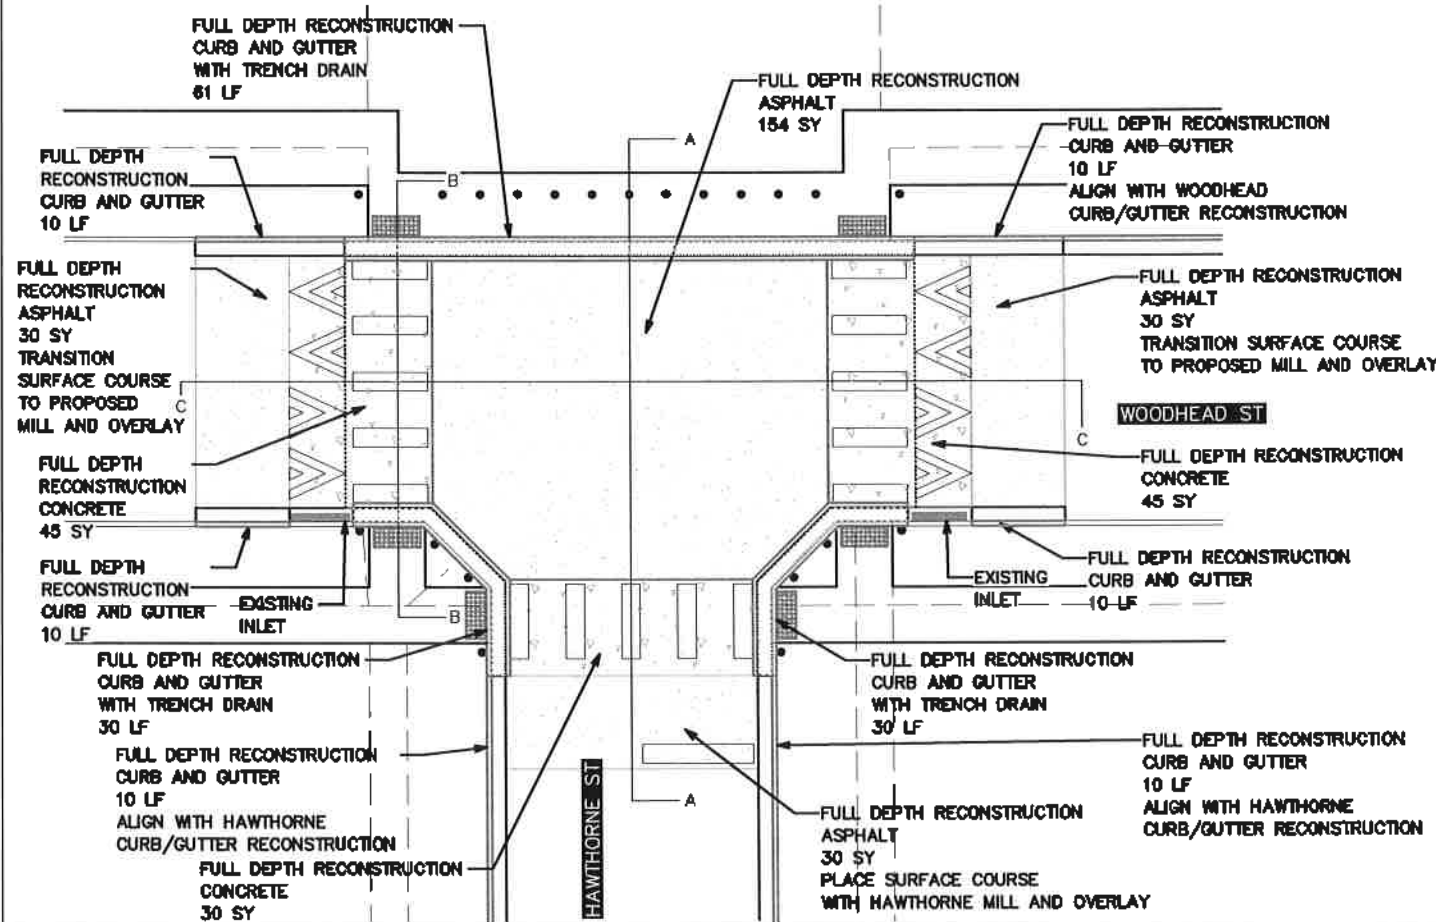 FULL DEPTH RECONSTRUCTION
CURB AND GUTTER
WITH TRENCH DRAIN
61 LF
FULL DEPTH RECONSTRUCTION
ASPHALT
154 SY
FULL DEPTH RECONSTRUCTION
CURB AND GUTTER
10 LF
ALIGN WITH WOODHEAD
CURB/GUTTER RECONSTRUCTION
A
B
FULL DEPTH
RECONSTRUCTION
CURB AND GUTTER
10 LF
FULL DEPTH
RECONSTRUCTION
ASPHALT
30 SY
TRANSITION
SURFACE COURSE
TO PROPOSED
MILL AND OVERLAY
C
FULL DEPTH RECONSTRUCTION
ASPHALT
30 SY
TRANSITION SURFACE COURSE
TO PROPOSED MILL AND OVERLAY
WOODHEAD ST
C
FULL DEPTH
RECONSTRUCTION
CONCRETE
45 SY
FULL DEPTH RECONSTRUCTION
CONCRETE
45 SY
FULL DEPTH
RECONSTRUCTION
CURB AND GUTTER
10 LF
EXISTING
INLET
B
EXISTING
INLET
FULL DEPTH RECONSTRUCTION
CURB AND GUTTER
10 LF
FULL DEPTH RECONSTRUCTION
CURB AND GUTTER
WITH TRENCH DRAIN
30 LF
FULL DEPTH RECONSTRUCTION
CURB AND GUTTER
WITH TRENCH DRAIN
30 LF
FULL DEPTH RECONSTRUCTION
CURB AND GUTTER
10 LF
ALIGN WITH HAWTHORNE
CURB/GUTTER RECONSTRUCTION
FULL DEPTH RECONSTRUCTION
CURB AND GUTTER
10 LF
ALIGN WITH HAWTHORNE
CURB/GUTTER RECONSTRUCTION
HAWTHORNE ST
A
FULL DEPTH RECONSTRUCTION
ASPHALT
30 SY
PLACE SURFACE COURSE
WITH HAWTHORNE MILL AND OVERLAY
FULL DEPTH RECONSTRUCTION
CONCRETE
30 SY